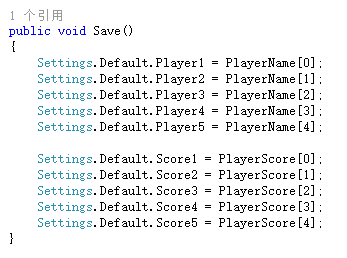 1 个引用
public void Save()
{
    Settings.Default.Player1 = PlayerName[0];
    Settings.Default.Player2 = PlayerName[1];
    Settings.Default.Player3 = PlayerName[2];
    Settings.Default.Player4 = PlayerName[3];
    Settings.Default.Player5 = PlayerName[4];

    Settings.Default.Score1 = PlayerScore[0];
    Settings.Default.Score2 = PlayerScore[1];
    Settings.Default.Score3 = PlayerScore[2];
    Settings.Default.Score4 = PlayerScore[3];
    Settings.Default.Score5 = PlayerScore[4];
}